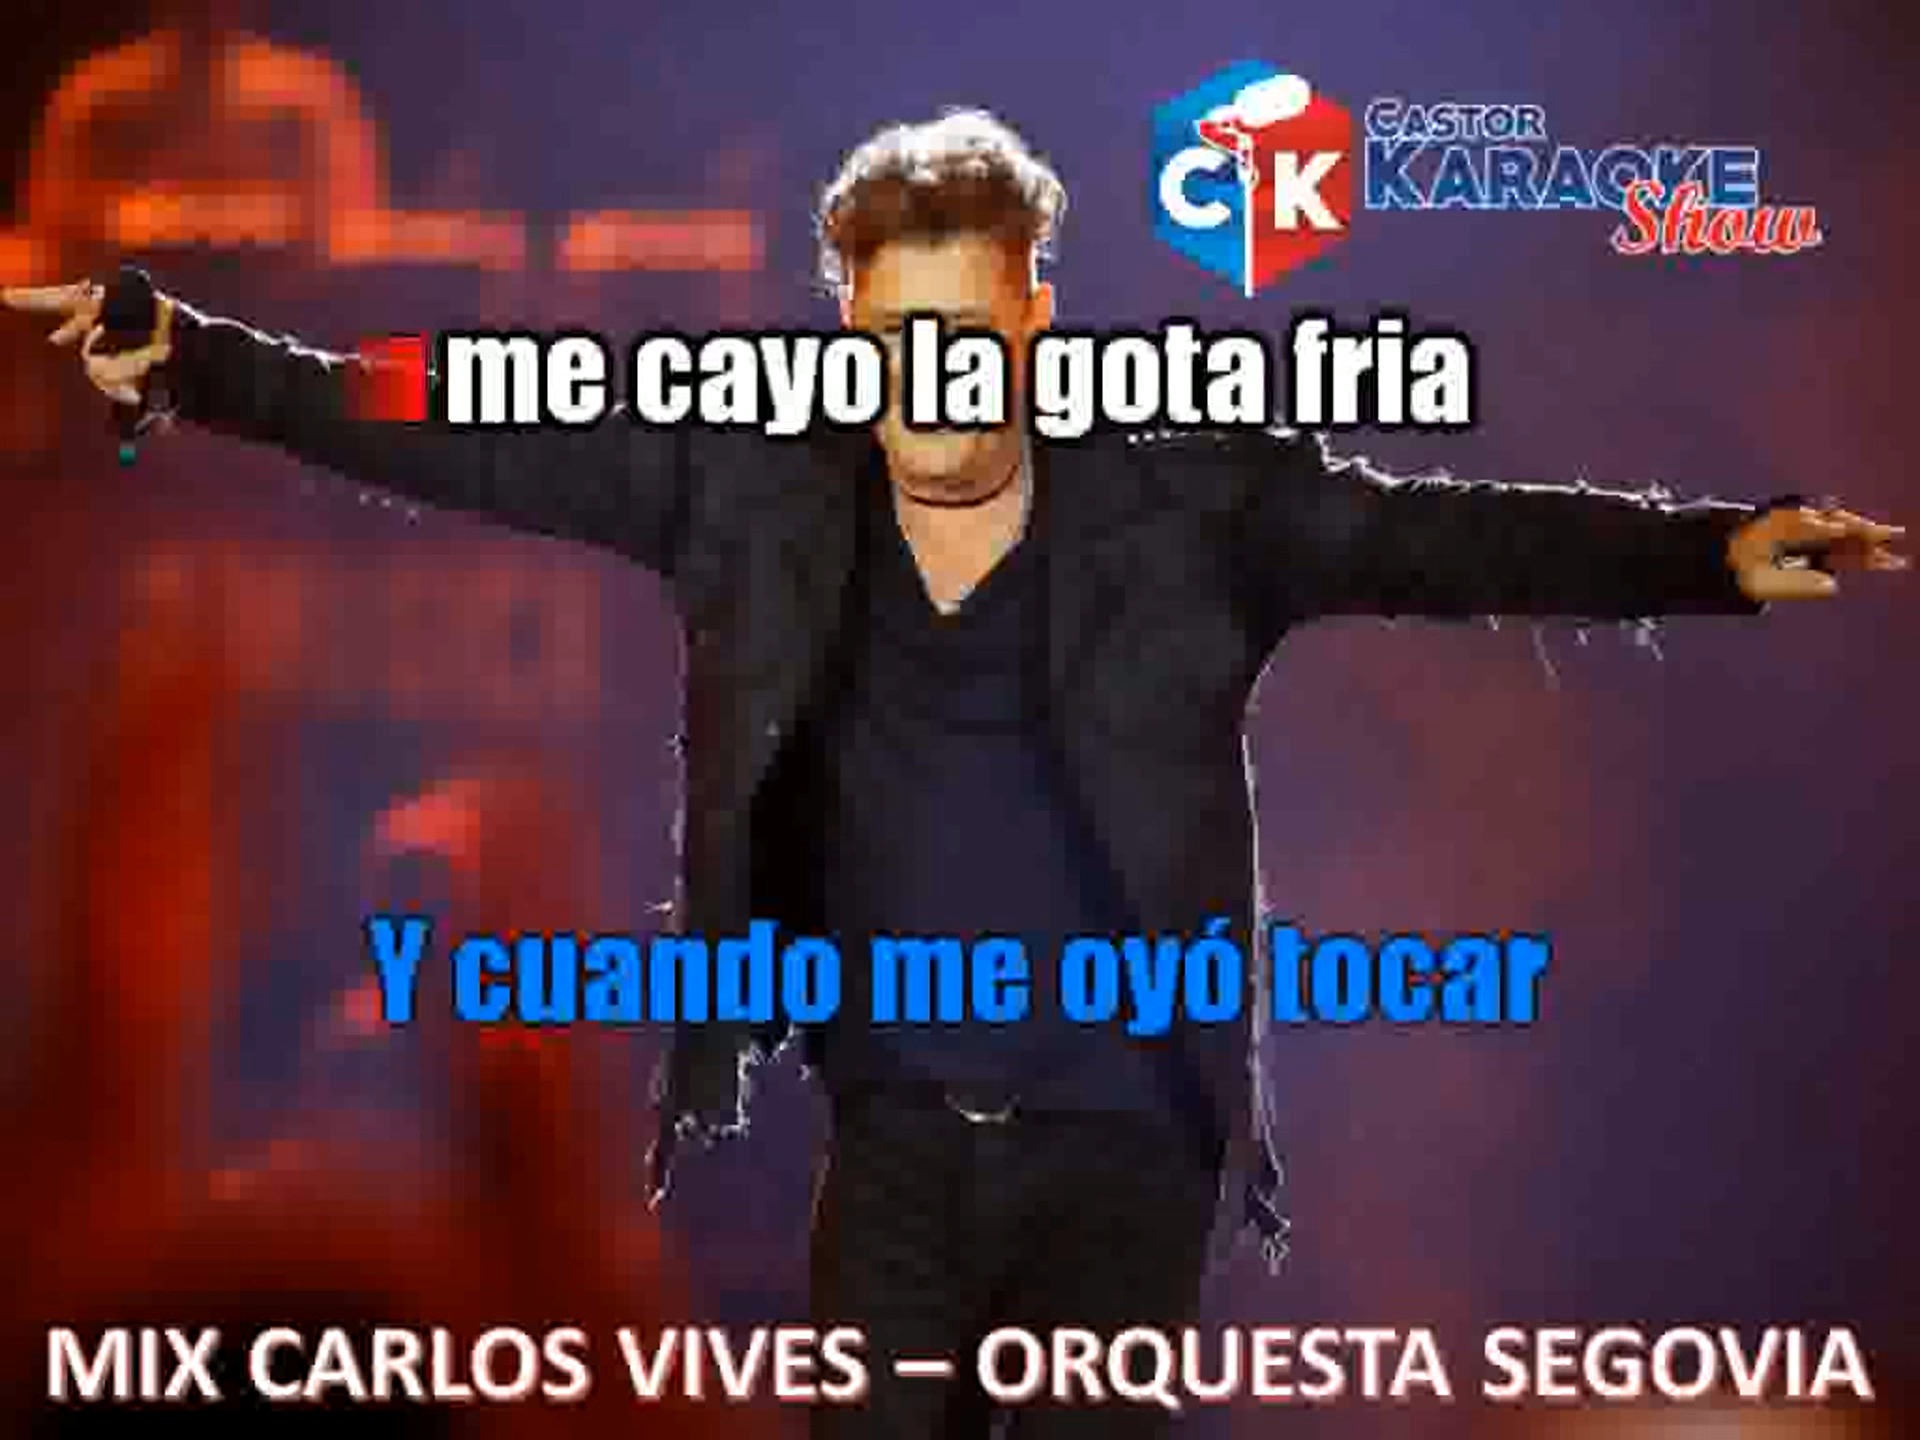 CK
CASTOR
KARAOKE
Show
me cayo la gota fria
Y cuando me oyó tocar
MIX CARLOS VIVES – ORQUESTA SEGOVIA